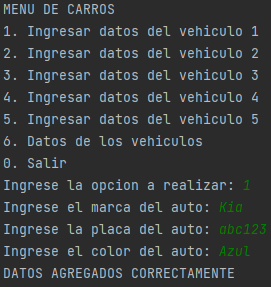 MENU DE CARROS
1. Ingresar datos del vehiculo 1
2. Ingresar datos del vehiculo 2
3. Ingresar datos del vehiculo 3
4. Ingresar datos del vehiculo 4
5. Ingresar datos del vehiculo 5
6. Datos de los vehiculos
0. Salir
Ingrese la opcion a realizar: 1
Ingrese el marca del auto: Kia
Ingrese la placa del auto: abc123
Ingrese el color del auto: Azul
DATOS AGREGADOS CORRECTAMENTE